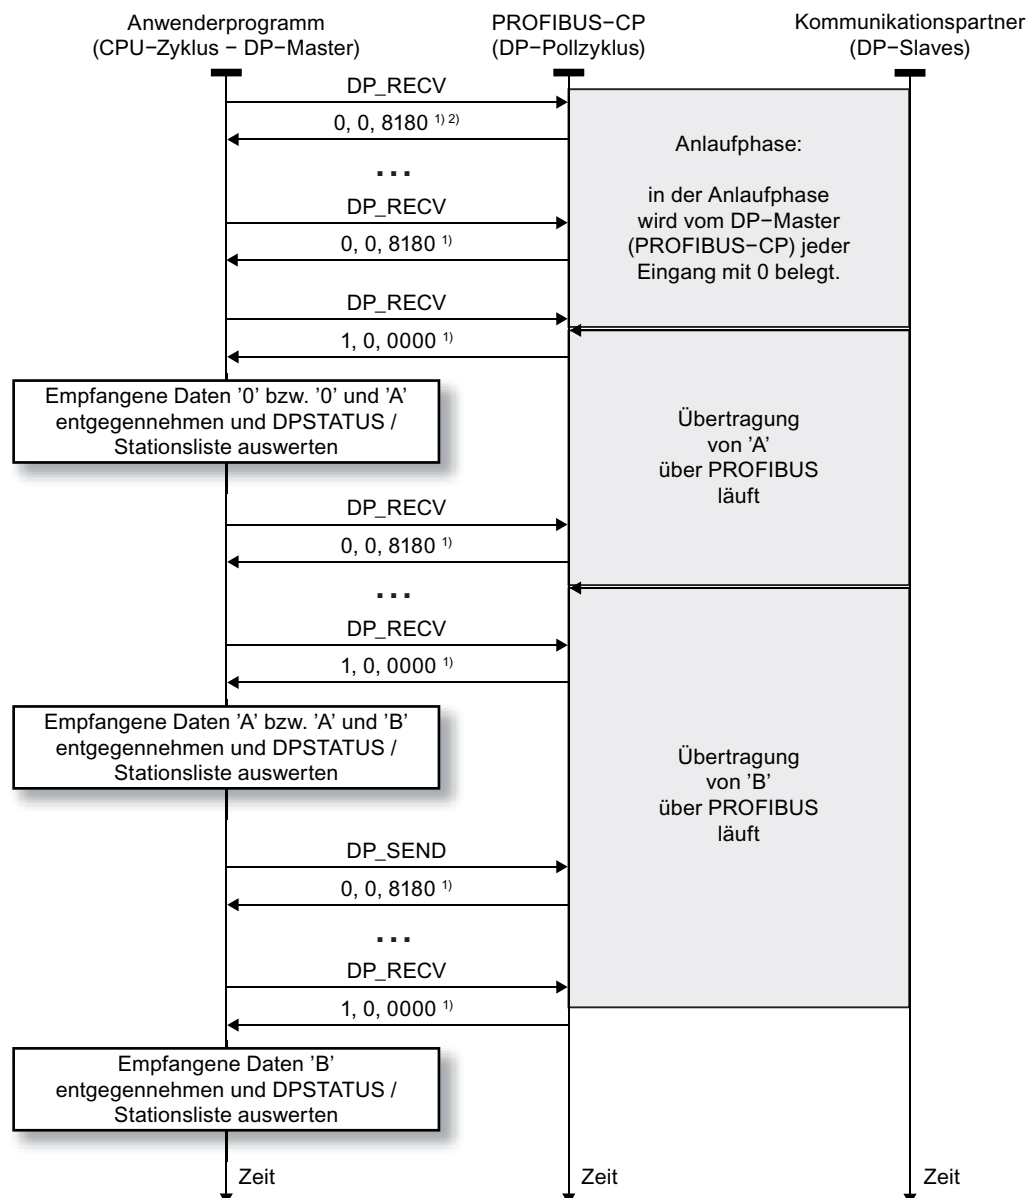 Anwenderprogramm
(CPU−Zyklus − DP−Master)
PROFIBUS−CP
(DP−Pollzyklus)
Kommunikationspartner
(DP−Slaves)
DP_RECV
0, 0, 8180 1) 2)
...
DP_RECV
0, 0, 8180 1)
Anlaufphase:
in der Anlaufphase
wird vom DP−Master
(PROFIBUS−CP) jeder
Eingang mit 0 belegt.
DP_RECV
1, 0, 0000 1)
Empfangene Daten ’0’ bzw. ’0’ und ’A’
entgegennehmen und DPSTATUS /
Stationsliste auswerten
Übertragung
von ’A’
über PROFIBUS
läuft
DP_RECV
0, 0, 8180 1)
...
DP_RECV
1, 0, 0000 1)
Empfangene Daten ’A’ bzw. ’A’ und ’B’
entgegennehmen und DPSTATUS /
Stationsliste auswerten
Übertragung
von ’B’
über PROFIBUS
läuft
DP_SEND
0, 0, 8180 1)
...
DP_RECV
1, 0, 0000 1)
Empfangene Daten ’B’
entgegennehmen und DPSTATUS /
Stationsliste auswerten
Zeit
Zeit
Zeit